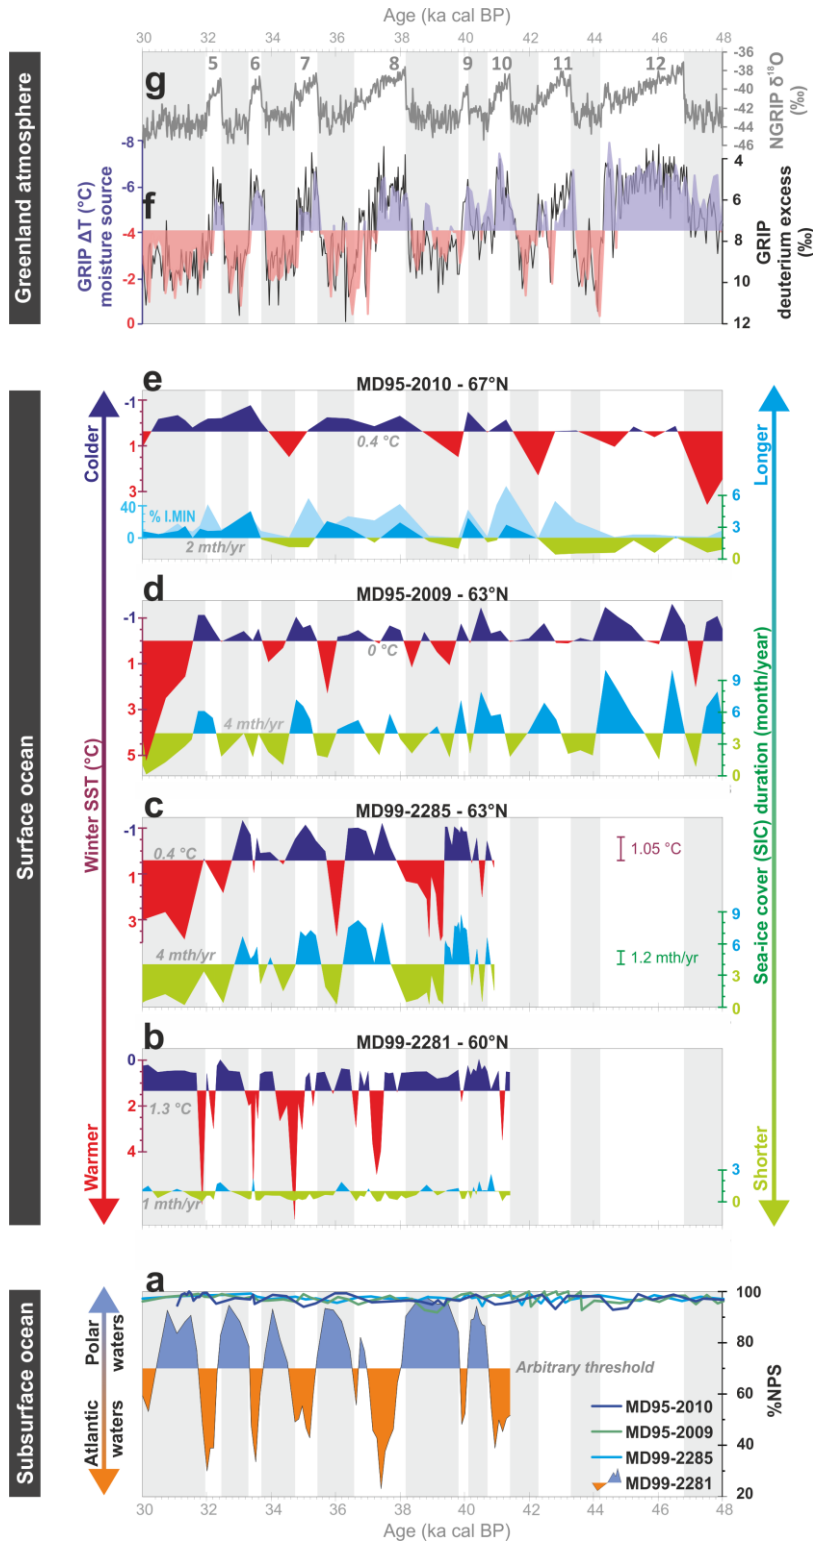 Age (ka cal BP)
30 32 34 36 38 40 42 44 46 48
Greenland atmosphere
g
5 6 7 8 9 10 11 12
-36
-38
-40
-42
-44
-46
NGRIP δ¹⁸O
(‰)
f
-8
-6
-4
-2
0
GRIP ΔT (°C)
moisture source
4
6
8
10
12
GRIP
deuterium excess
(‰)
Surface ocean
Colder
Winter SST (°C)
Warmer
Longer
Sea-ice cover (SIC) duration (month/year)
Shorter
e
MD95-2010 - 67°N
-1
1
3
0.4 °C
40
0
% I.MIN
2 mth/yr
6
3
0
d
MD95-2009 - 63°N
-1
1
3
5
0 °C
4 mth/yr
9
6
3
0
c
MD99-2285 - 63°N
-1
1
3
0.4 °C
1.05 °C
4 mth/yr
1.2 mth/yr
9
6
3
0
b
MD99-2281 - 60°N
0
2
4
1.3 °C
1 mth/yr
3
0
Subsurface ocean
a
Polar
waters
Atlantic
waters
100
80
60
40
20
%NPS
Arbitrary threshold
MD95-2010
MD95-2009
MD99-2285
MD99-2281
30 32 34 36 38 40 42 44 46 48
Age (ka cal BP)